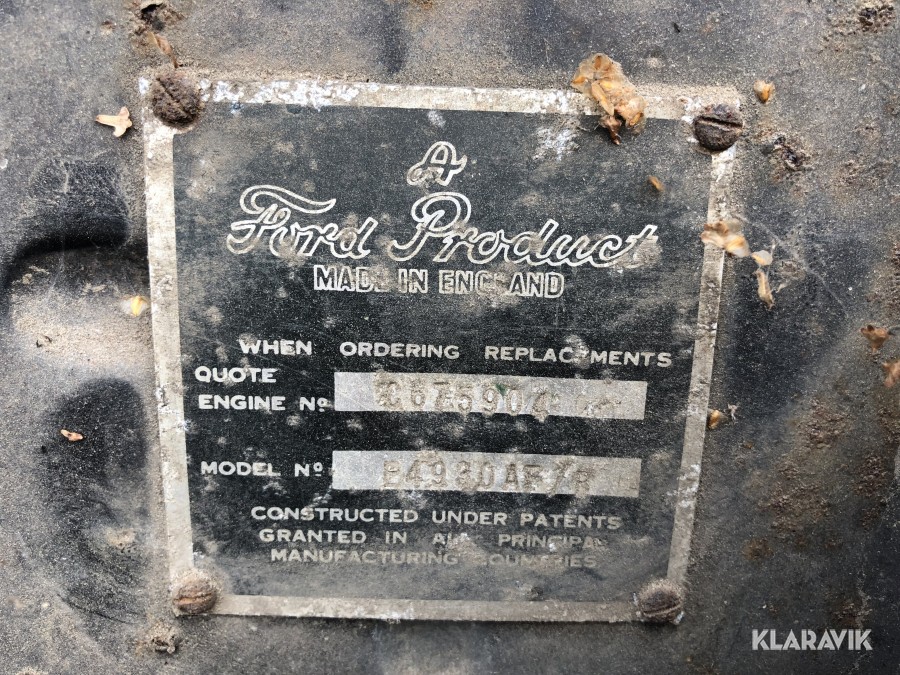 A
Ford Product
MADE IN ENGLAND
WHEN ORDERING REPLACEMENTS
QUOTE
ENGINE Nº
MODEL Nº
CONSTRUCTED UNDER PATENTS
GRANTED IN ALL PRINCIPAL
MANUFACTURING COUNTRIES
KLARAVIK